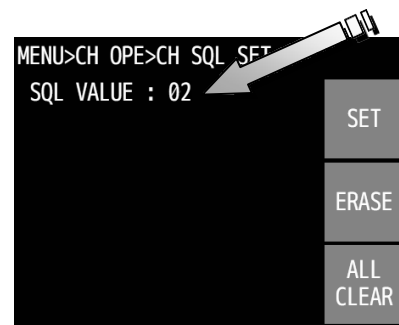 MENU>CH OPE>CH SQL SET
SQL VALUE : 02
SET
ERASE
ALL
CLEAR